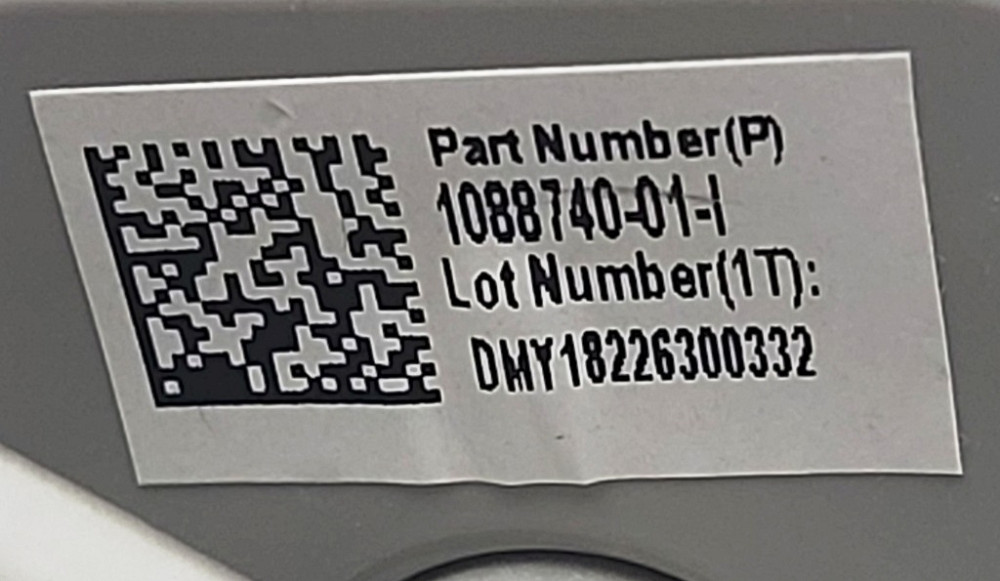 Part Number(P)
1088740-01-I
Lot Number(1T):
DMY18226300332